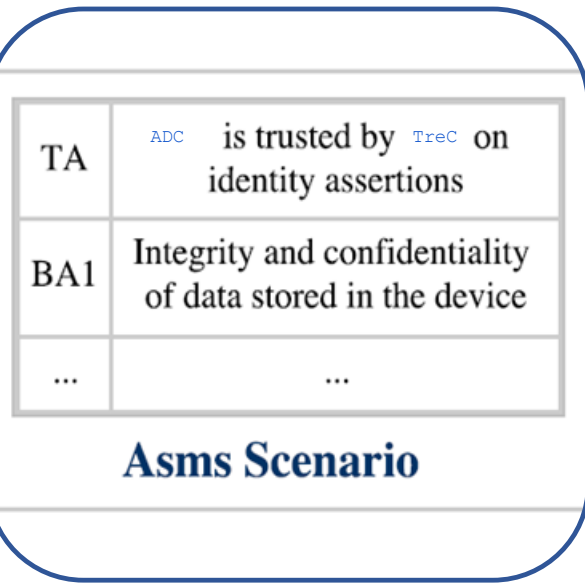 TA
ADC is trusted by TreC on
identity assertions
BA1
Integrity and confidentiality
of data stored in the device
... ...
Asms Scenario